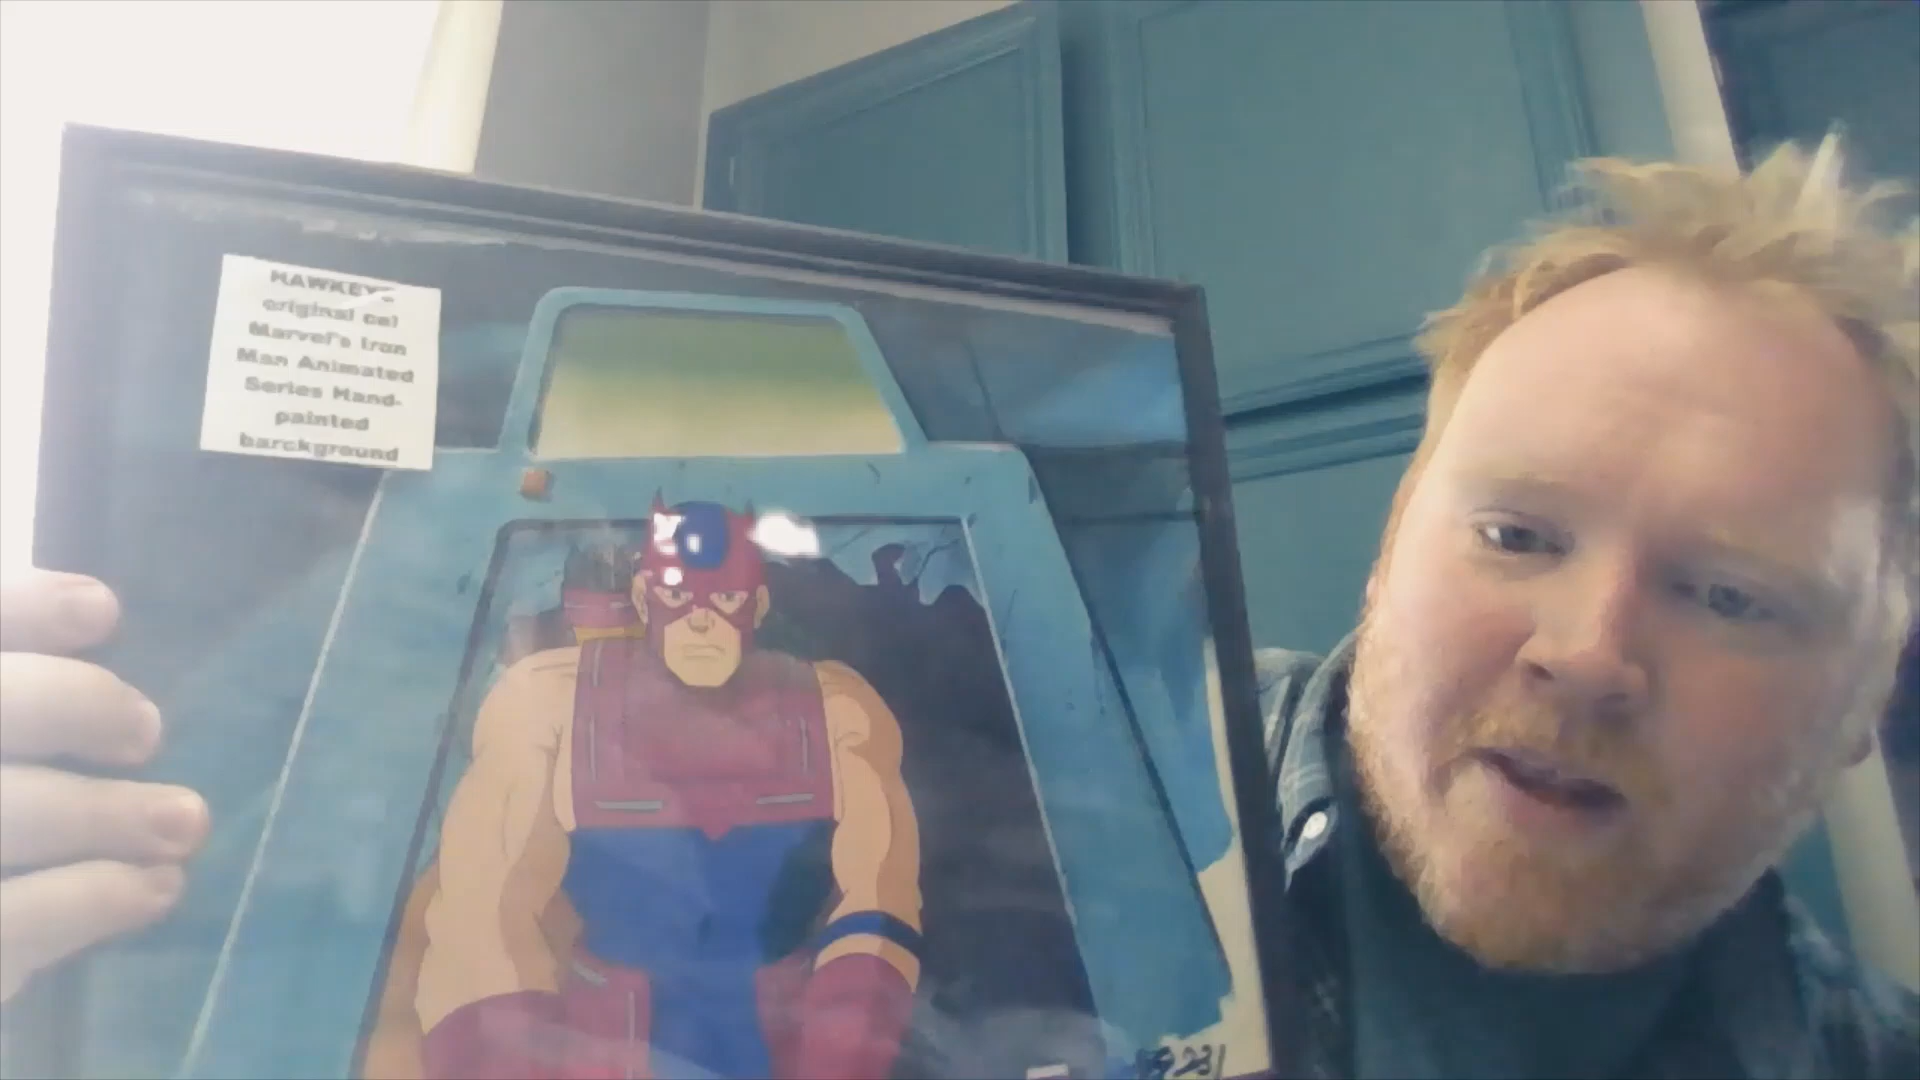 HAWKEYE
original cel
Marvel's Iron
Man Animated
Series Hand-
painted
barckground